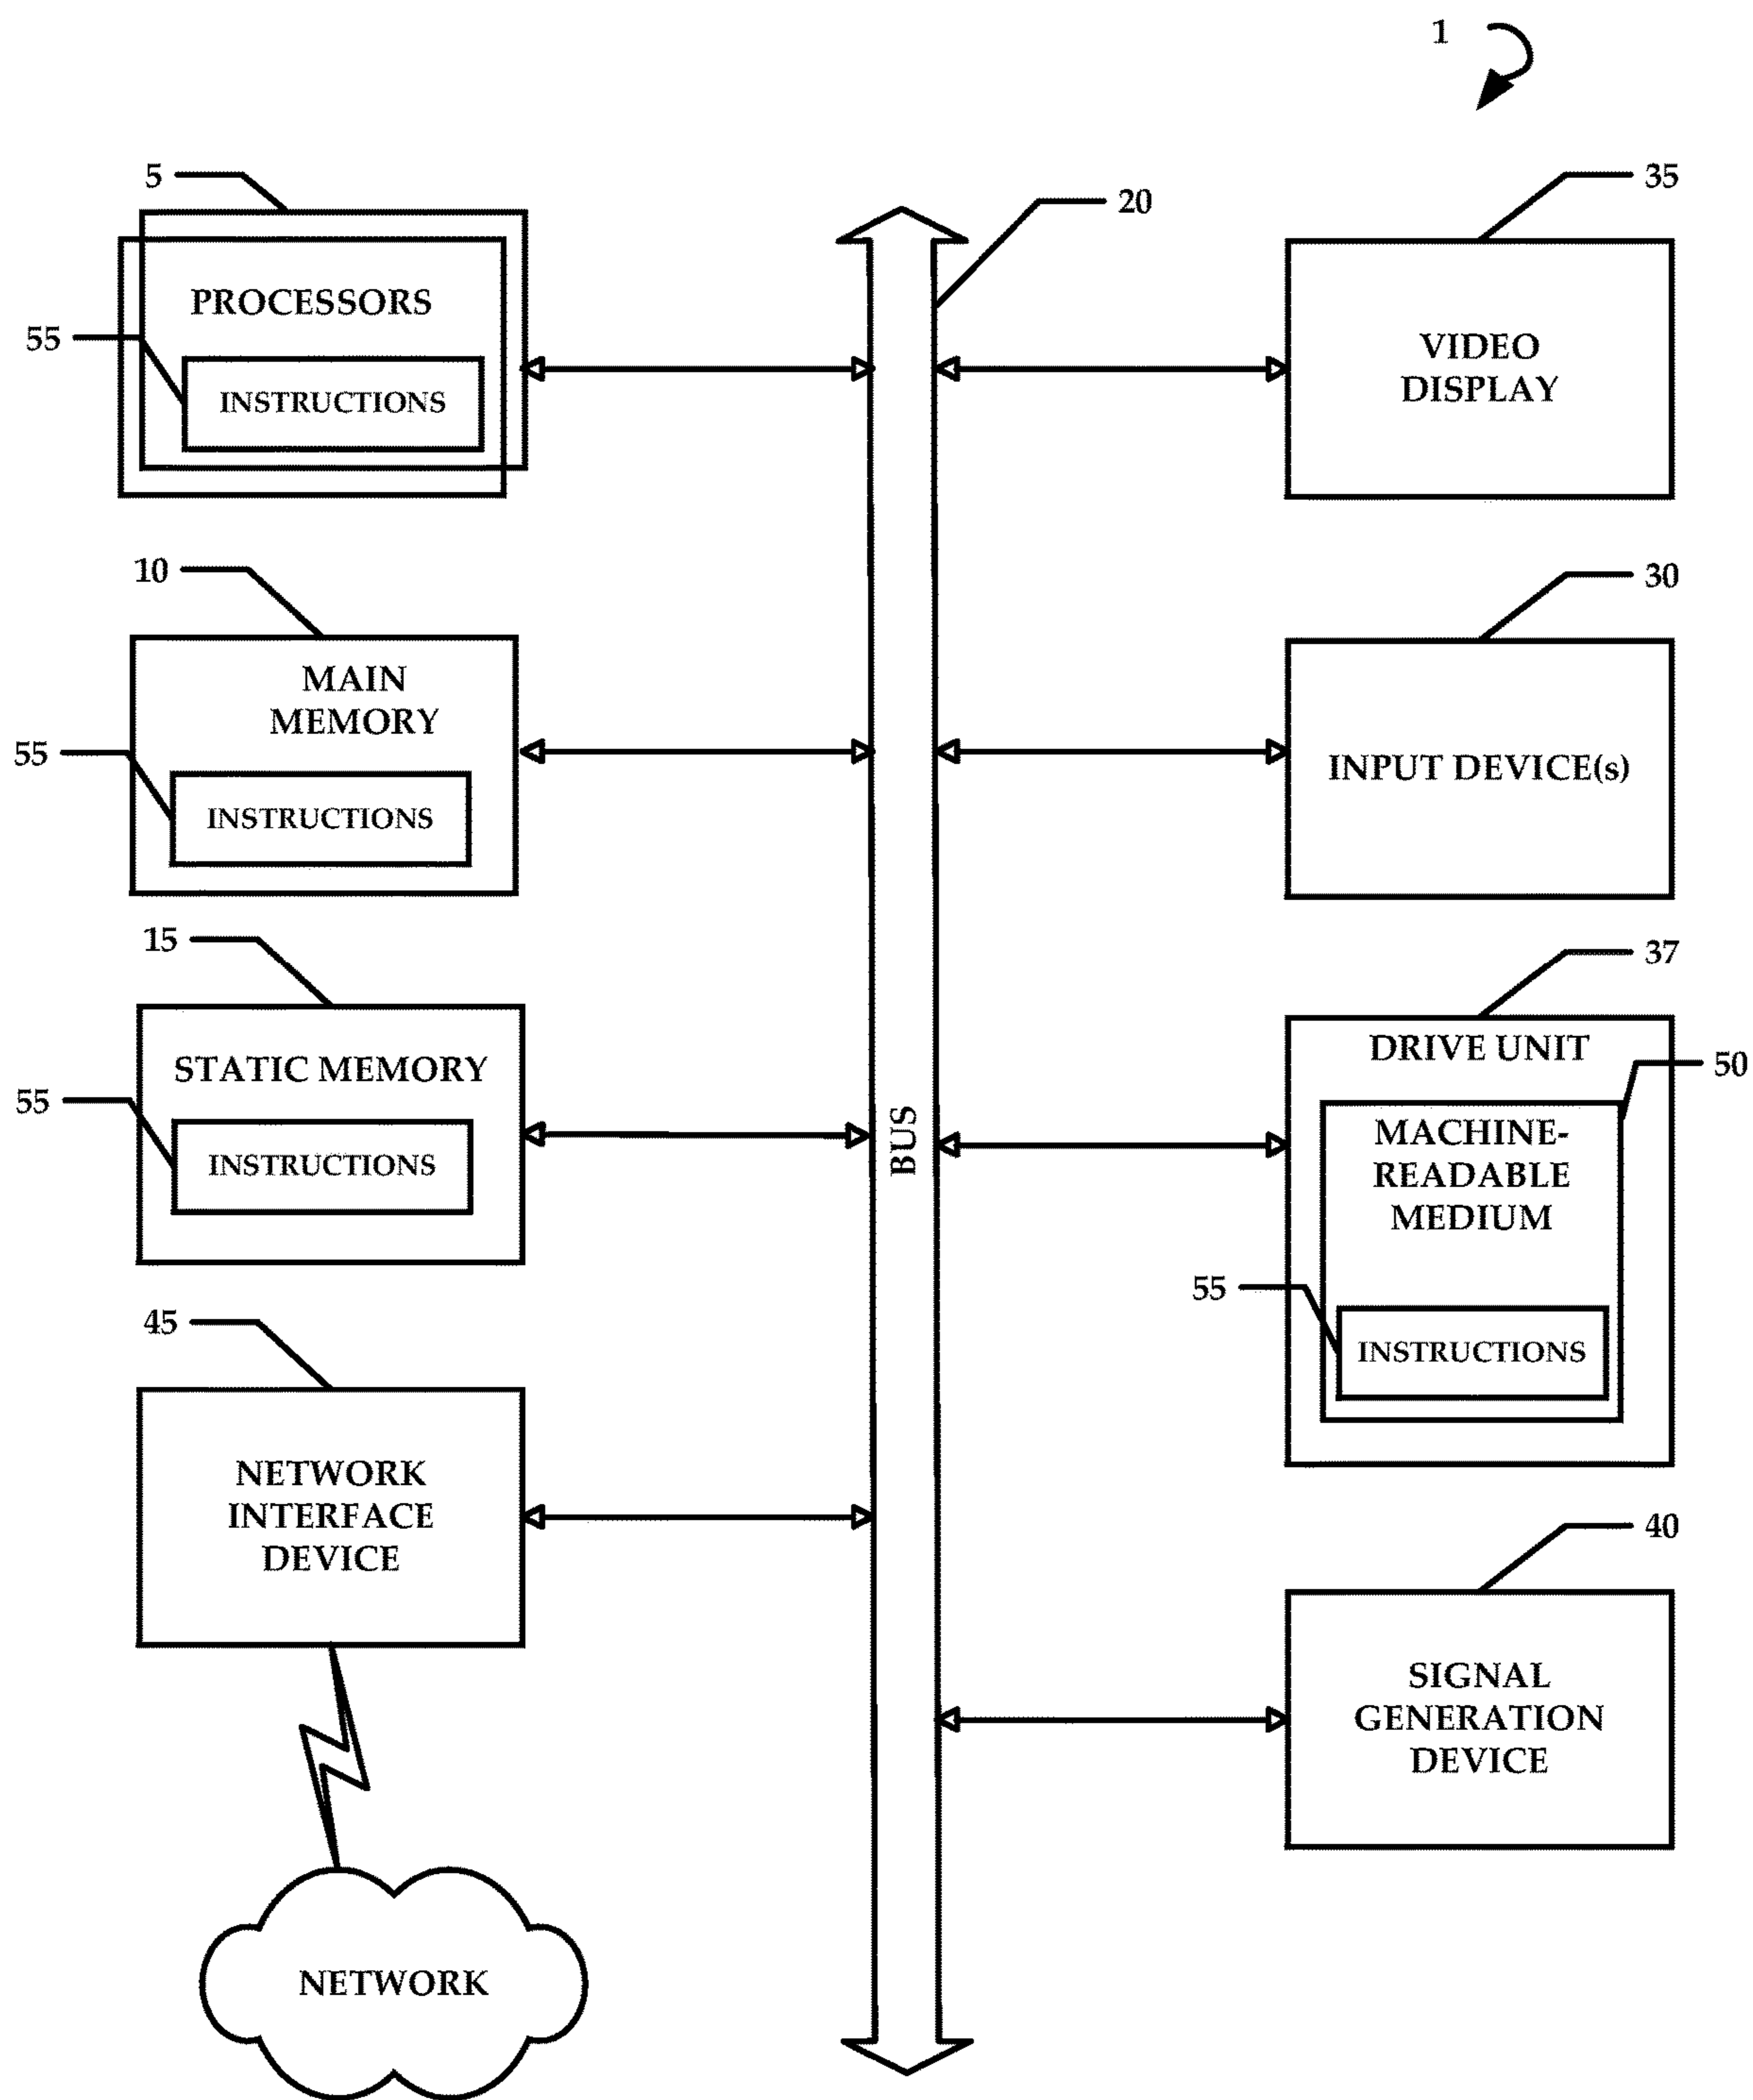 1
5
PROCESSORS
55
INSTRUCTIONS
10
MAIN
MEMORY
55
INSTRUCTIONS
15
STATIC MEMORY
55
INSTRUCTIONS
45
NETWORK
INTERFACE
DEVICE
NETWORK
20
BUS
35
VIDEO
DISPLAY
30
INPUT DEVICE(s)
37
DRIVE UNIT
50
MACHINE-
READABLE
MEDIUM
55
INSTRUCTIONS
40
SIGNAL
GENERATION
DEVICE